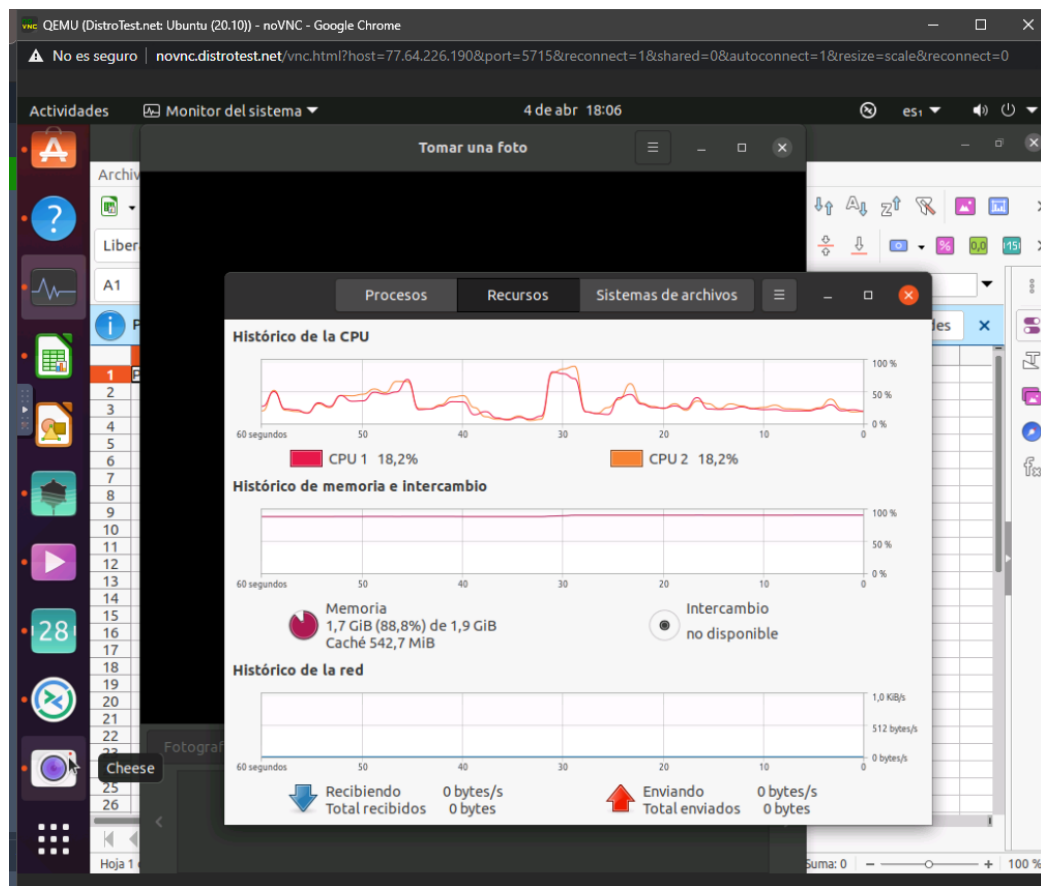 QEMU (DistroTest.net: Ubuntu (20.10)) - noVNC - Google Chrome
No es seguro | novnc.distrotest.net/vnc.html?host=77.64.226.190&port=5715&reconnect=1&shared=0&autoconnect=1&resize=scale&reconnect=0
Actividades Monitor del sistema 4 de abr 18:06 es₁
Tomar una foto
Archiv
Liber
A1
Procesos Recursos Sistemas de archivos
des
Histórico de la CPU
100 %
50 %
0 %
60 segundos 50 40 30 20 10 0
CPU 1 18,2% CPU 2 18,2%
Histórico de memoria e intercambio
100 %
50 %
0 %
60 segundos 50 40 30 20 10 0
Memoria
1,7 GiB (88,8%) de 1,9 GiB
Caché 542,7 MiB
Intercambio
no disponible
Histórico de la red
1,0 KiB/s
512 bytes/s
0 bytes/s
60 segundos 50 40 30 20 10 0
Recibiendo 0 bytes/s Enviando 0 bytes/s
Total recibidos 0 bytes Total enviados 0 bytes
1
2
3
4
5
6
7
8
9
10
11
12
13
14
15
16
17
18
19
20
21
22
23
25
26
28
Fotograf
Cheese
Hoja 1 Suma: 0 100 %